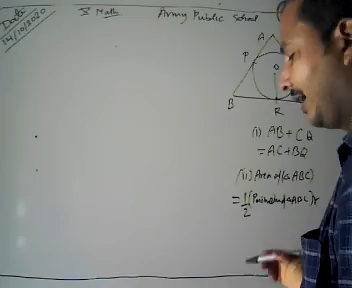 Date
14/10/2020
X Math
Army Public School
A
P
O
B
R
(i) AB + CQ
= AC + BQ
(ii) Area of (△ABC)
= 1/2 (Perimeter of △ABC) r